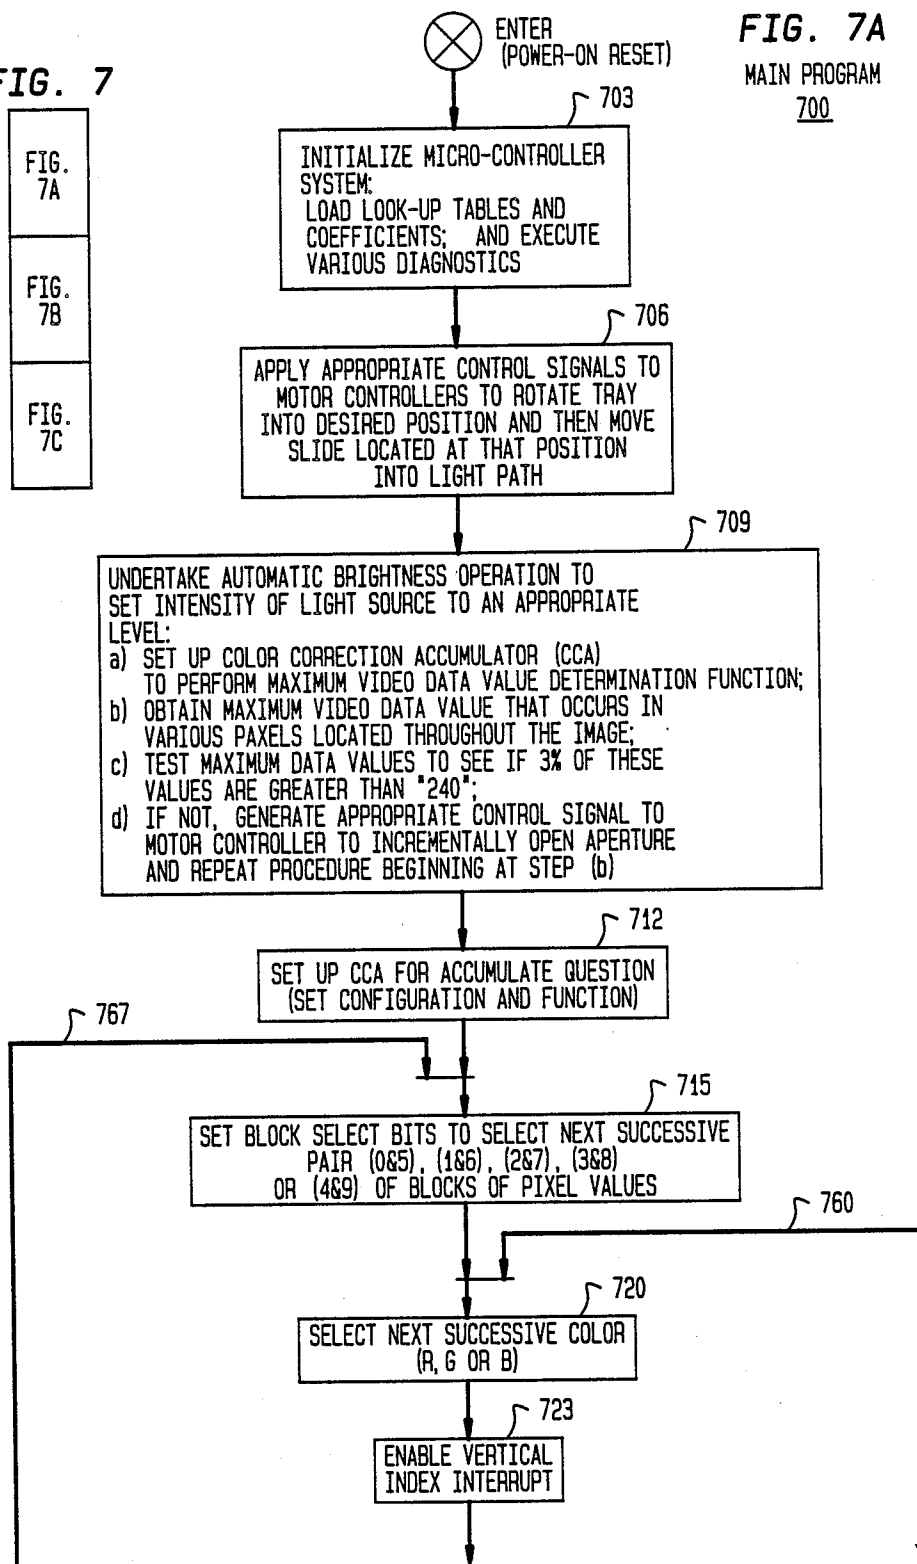 ENTER
(POWER-ON RESET)
FIG. 7A
MAIN PROGRAM
700
FIG. 7
FIG.
7A
FIG.
7B
FIG.
7C
703
INITIALIZE MICRO-CONTROLLER
SYSTEM:
LOAD LOOK-UP TABLES AND
COEFFICIENTS; AND EXECUTE
VARIOUS DIAGNOSTICS
706
APPLY APPROPRIATE CONTROL SIGNALS TO
MOTOR CONTROLLERS TO ROTATE TRAY
INTO DESIRED POSITION AND THEN MOVE
SLIDE LOCATED AT THAT POSITION
INTO LIGHT PATH
709
UNDERTAKE AUTOMATIC BRIGHTNESS OPERATION TO
SET INTENSITY OF LIGHT SOURCE TO AN APPROPRIATE
LEVEL:
a) SET UP COLOR CORRECTION ACCUMULATOR (CCA)
TO PERFORM MAXIMUM VIDEO DATA VALUE DETERMINATION FUNCTION;
b) OBTAIN MAXIMUM VIDEO DATA VALUE THAT OCCURS IN
VARIOUS PAXELS LOCATED THROUGHOUT THE IMAGE;
c) TEST MAXIMUM DATA VALUES TO SEE IF 3% OF THESE
VALUES ARE GREATER THAN "240";
d) IF NOT, GENERATE APPROPRIATE CONTROL SIGNAL TO
MOTOR CONTROLLER TO INCREMENTALLY OPEN APERTURE
AND REPEAT PROCEDURE BEGINNING AT STEP (b)
712
SET UP CCA FOR ACCUMULATE QUESTION
(SET CONFIGURATION AND FUNCTION)
767
715
SET BLOCK SELECT BITS TO SELECT NEXT SUCCESSIVE
PAIR (0&5), (1&6), (2&7), (3&8)
OR (4&9) OF BLOCKS OF PIXEL VALUES
760
720
SELECT NEXT SUCCESSIVE COLOR
(R, G OR B)
723
ENABLE VERTICAL
INDEX INTERRUPT